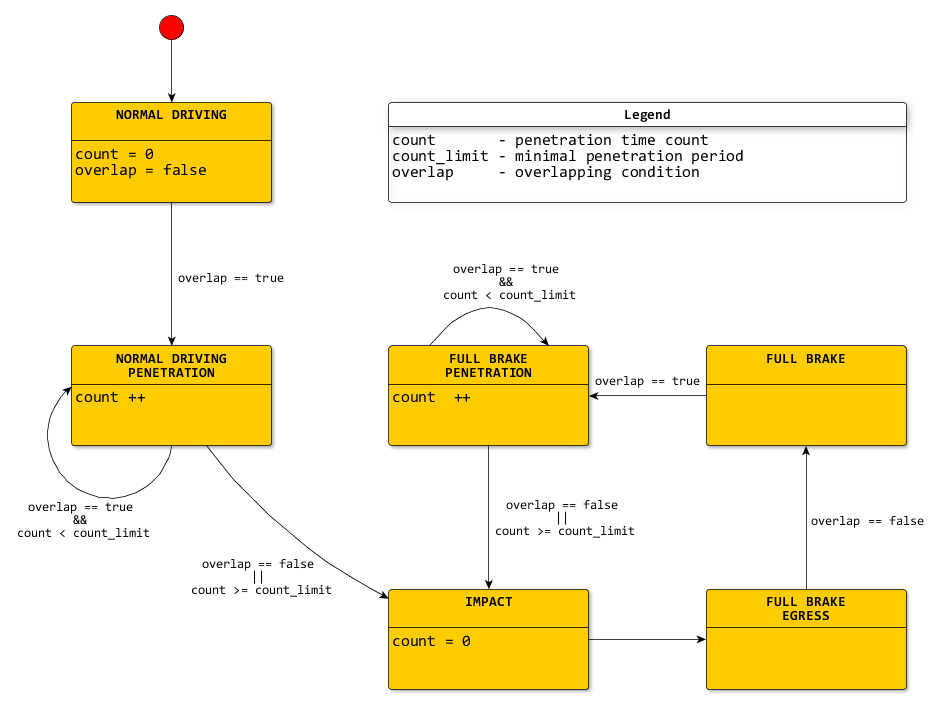 NORMAL DRIVING
count = 0
overlap = false
Legend
count       - penetration time count
count_limit - minimal penetration period
overlap     - overlapping condition
overlap == true
overlap == true
&&
count < count_limit
NORMAL DRIVING
PENETRATION
count ++
FULL BRAKE
PENETRATION
count  ++
overlap == true
FULL BRAKE
overlap == true
&&
count < count_limit
overlap == false
||
count >= count_limit
overlap == false
||
count >= count_limit
overlap == false
IMPACT
count = 0
FULL BRAKE
EGRESS